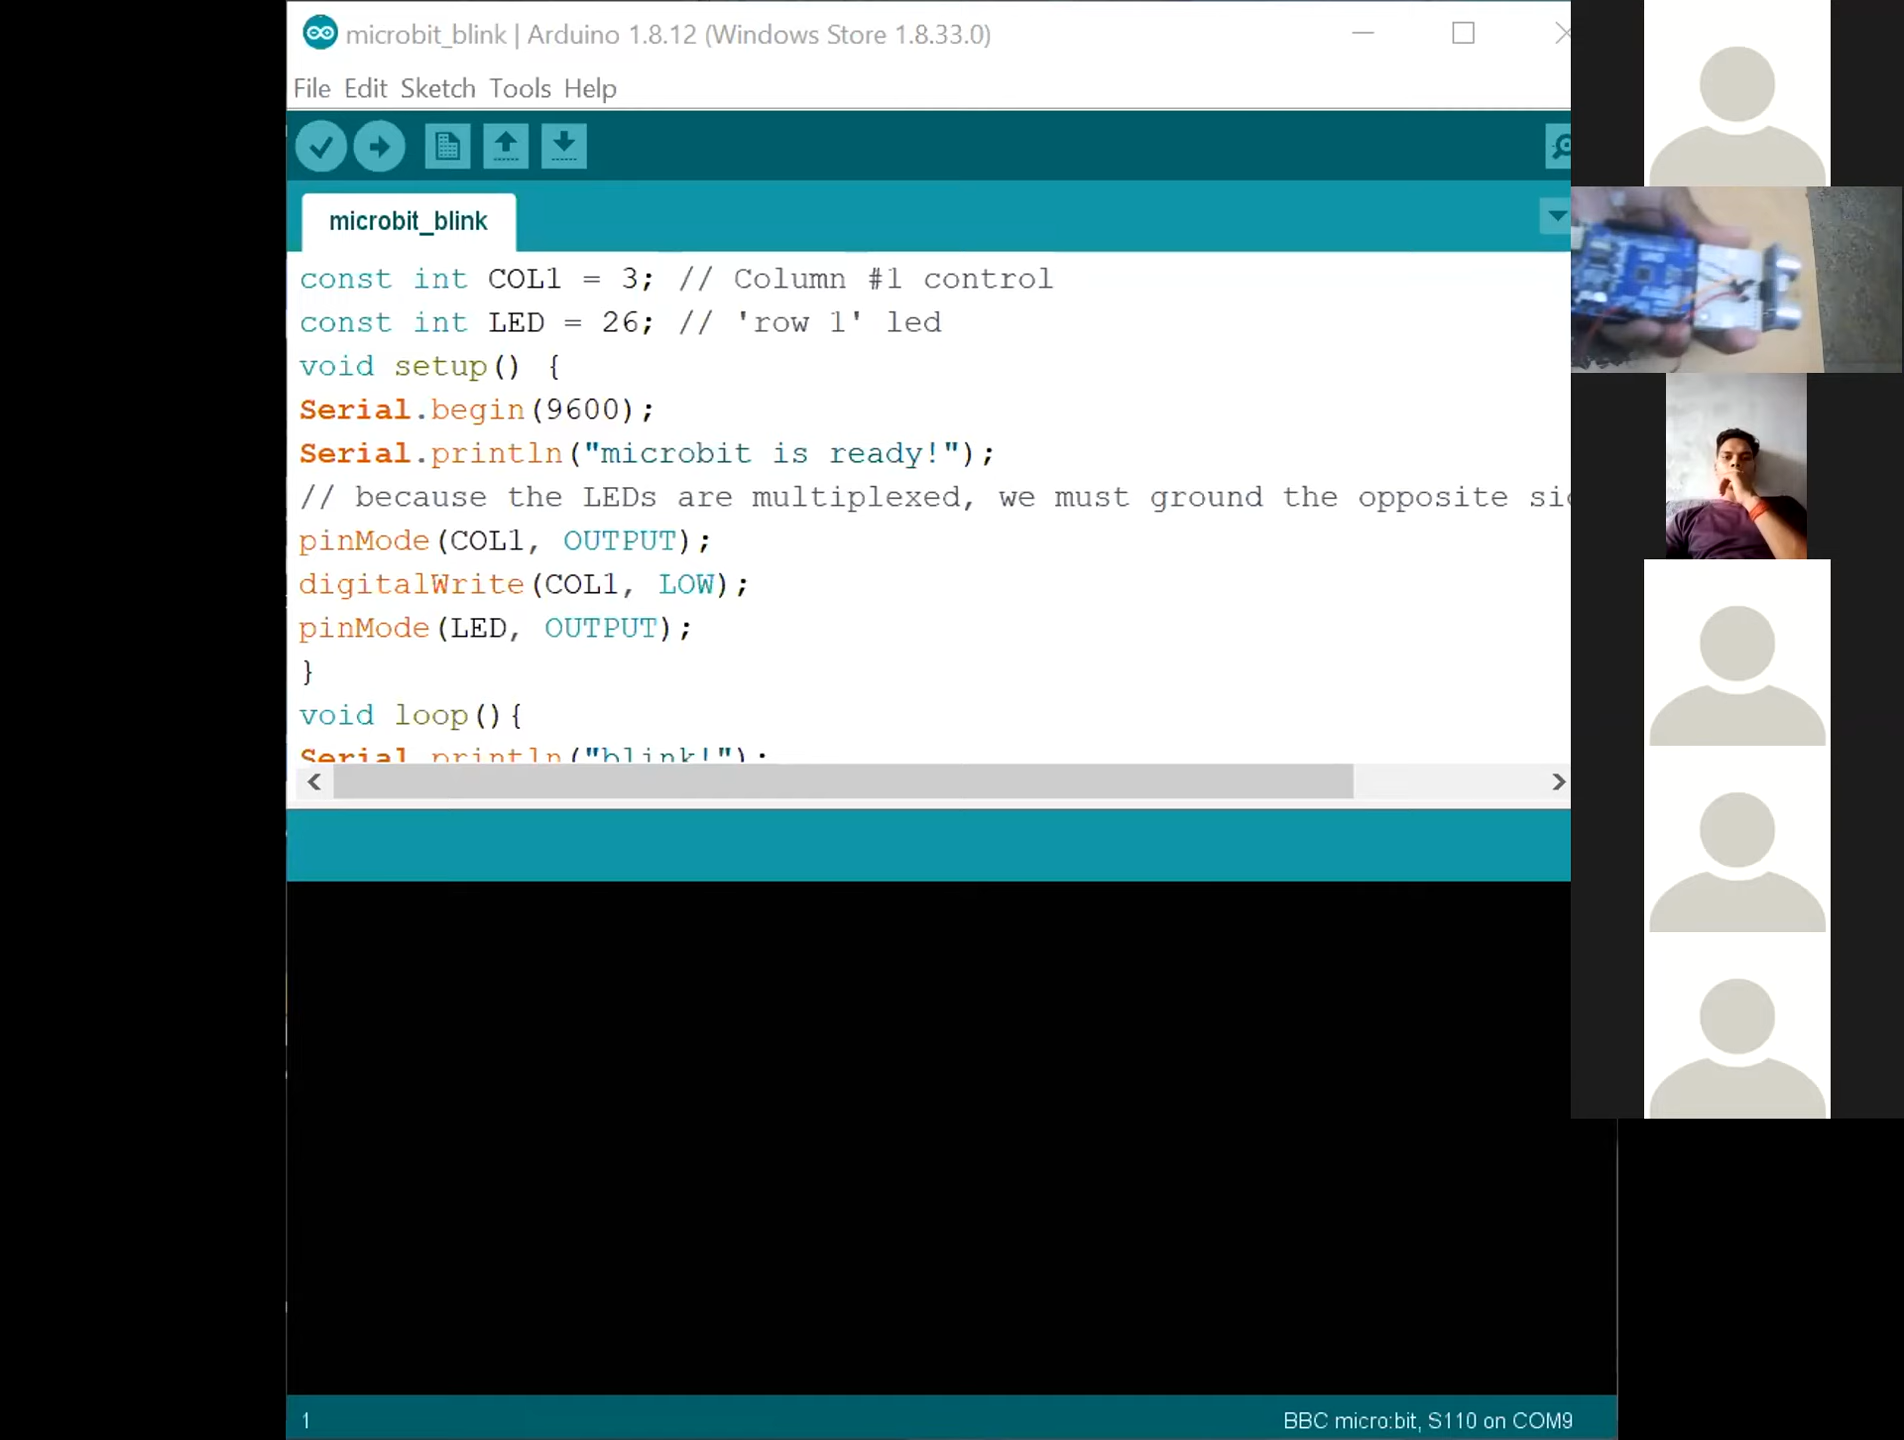 microbit_blink | Arduino 1.8.12 (Windows Store 1.8.33.0)
File Edit Sketch Tools Help
microbit_blink
const int COL1 = 3; // Column #1 control
const int LED = 26; // 'row 1' led
void setup() {
Serial.begin(9600);
Serial.println("microbit is ready!");
// because the LEDs are multiplexed, we must ground the opposite
pinMode(COL1, OUTPUT);
digitalWrite(COL1, LOW);
pinMode(LED, OUTPUT);
}
void loop(){
Serial.println("blink!");
1
BBC micro:bit, S110 on COM9